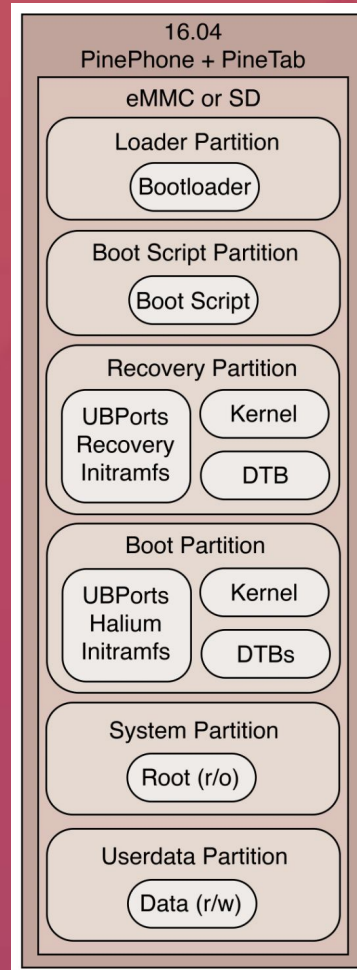 16.04
PinePhone + PineTab
eMMC or SD
Loader Partition
Bootloader
Boot Script Partition
Boot Script
Recovery Partition
UBPorts
Recovery
Initramfs
Kernel
DTB
Boot Partition
UBPorts
Halium
Initramfs
Kernel
DTBs
System Partition
Root (r/o)
Userdata Partition
Data (r/w)